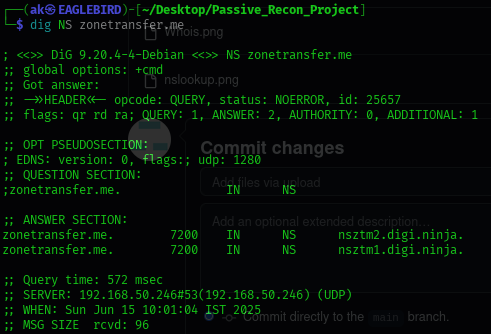 ┌──(ak㉿EAGLEBIRD)-[~/Desktop/Passive_Recon_Project]
└─$ dig NS zonetransfer.me
Whois.png
; <<>> DiG 9.20.4-4-Debian <<>> NS zonetransfer.me
;; global options: +cmd
nslookup.png
;; Got answer:
;; ->>HEADER<<- opcode: QUERY, status: NOERROR, id: 25657
;; flags: qr rd ra; QUERY: 1, ANSWER: 2, AUTHORITY: 0, ADDITIONAL: 1
;; OPT PSEUDOSECTION:
Commit changes
; EDNS: version: 0, flags:; udp: 1280
;; QUESTION SECTION:
Add files via upload
;zonetransfer.me. IN NS
;; ANSWER SECTION:
Add an optional extended description...
zonetransfer.me. 7200 IN NS nsztm2.digi.ninja.
zonetransfer.me. 7200 IN NS nsztm1.digi.ninja.
;; Query time: 572 msec
;; SERVER: 192.168.50.246#53(192.168.50.246) (UDP)
;; WHEN: Sun Jun 15 10:01:04 IST 2025
Commit directly to the main branch.
;; MSG SIZE rcvd: 96